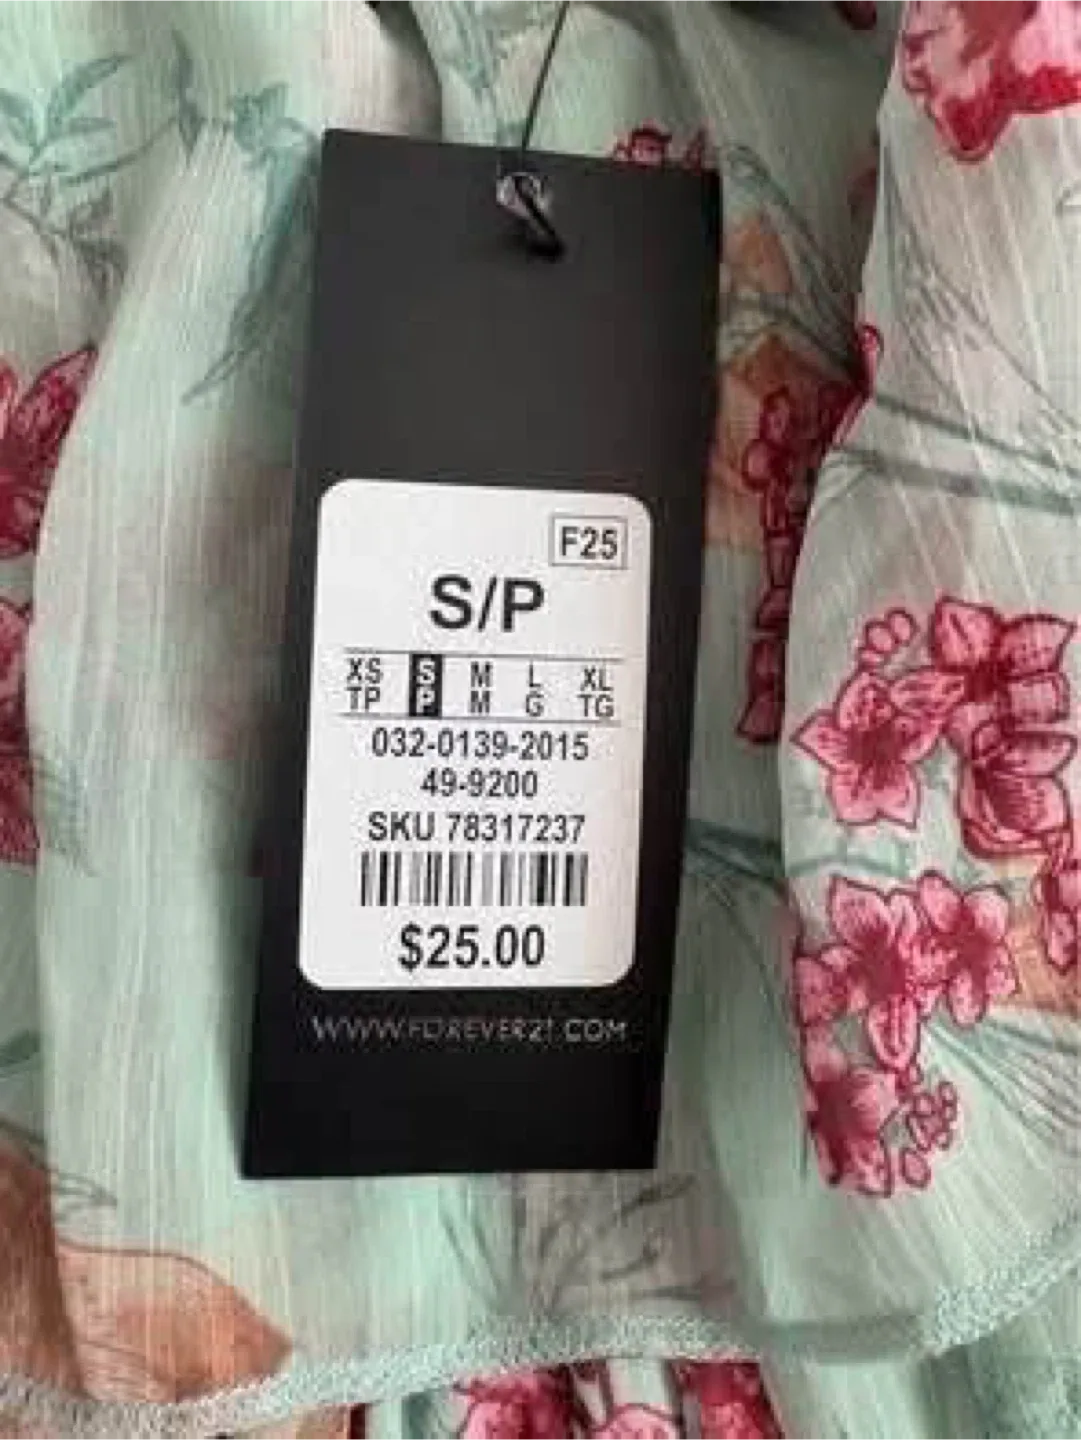 F25
S/P
XS S M L XL
TP P M G TG
032-0139-2015
49-9200
SKU 78317237
$25.00
WWW.FOREVER21.COM